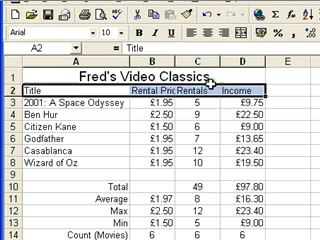 Arial 10 B I U
A2 Title
A B C D E
1 Fred's Video Classics
2 Title Rental Pric Rentals Income
3 2001: A Space Odyssey £1.95 5 £9.75
4 Ben Hur £2.50 9 £22.50
5 Citizen Kane £1.50 6 £9.00
6 Godfather £1.95 7 £13.65
7 Casablanca £1.95 12 £23.40
8 Wizard of Oz £1.95 10 £19.50
9
10 Total 49 £97.80
11 Average £1.97 8 £16.30
12 Max £2.50 12 £23.40
13 Min £1.50 5 £9.00
14 Count (Movies) 6 6 6